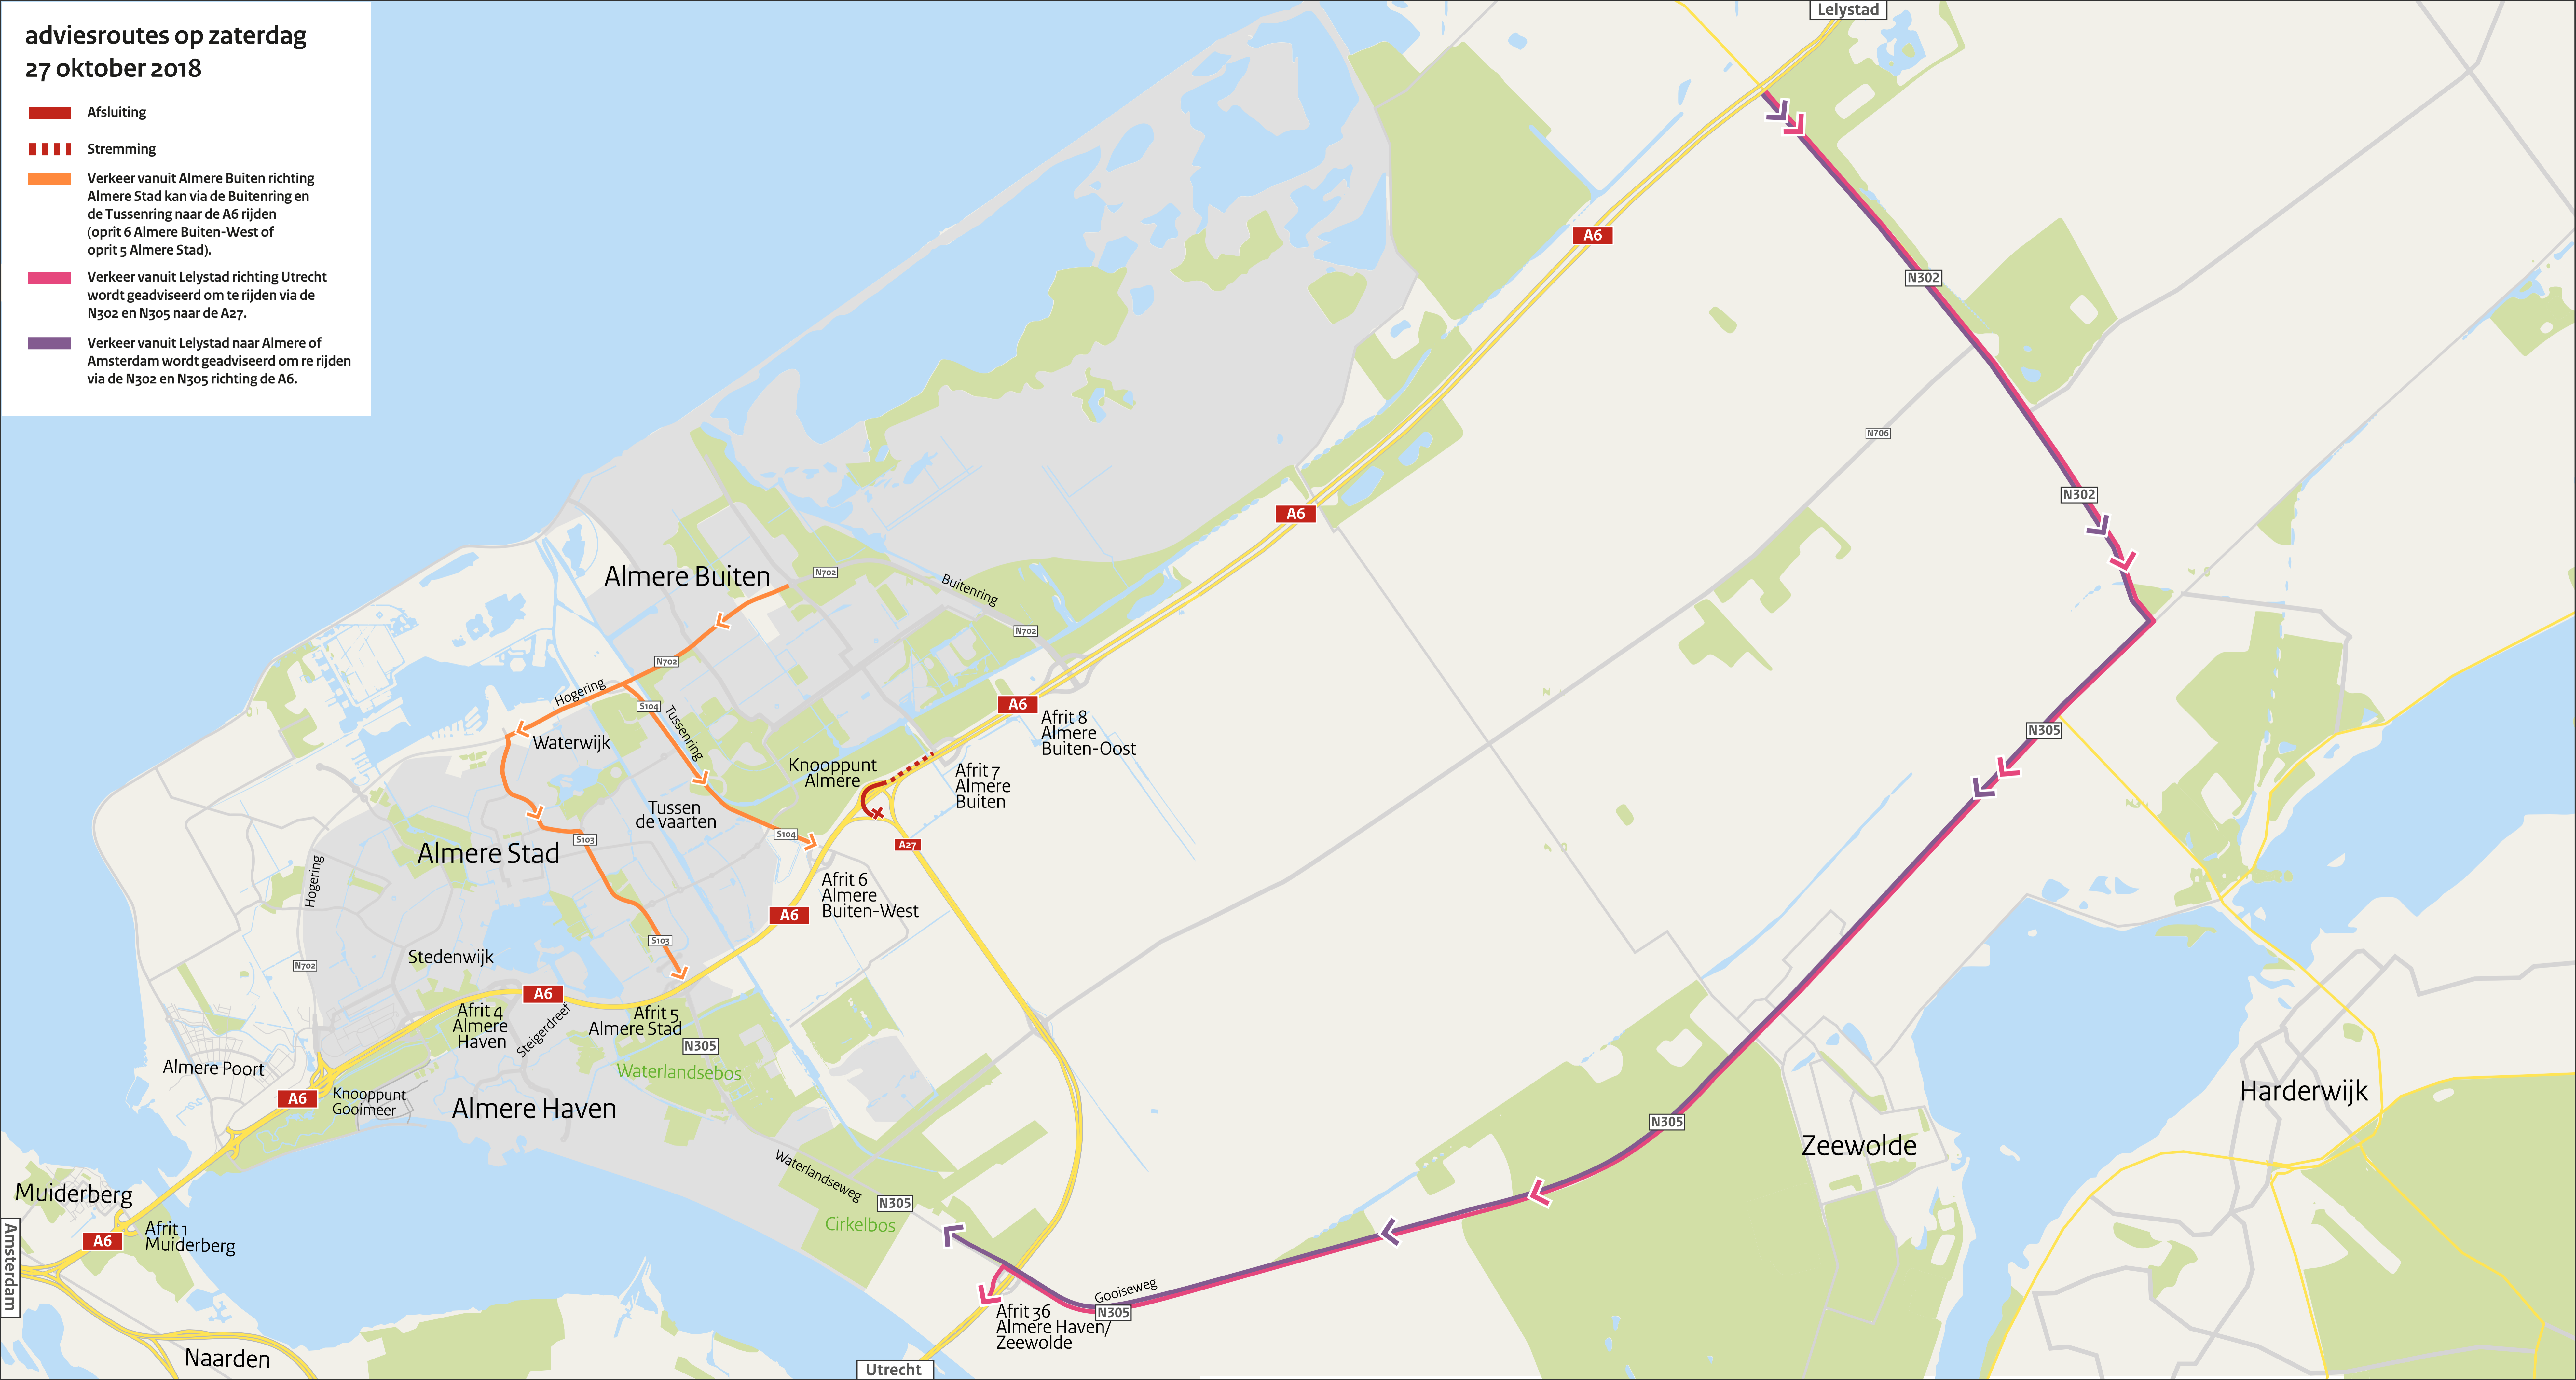 adviesroutes op zaterdag
27 oktober 2018
Afsluiting
Stremming
Verkeer vanuit Almere Buiten richting
Almere Stad kan via de Buitenring en
de Tussenring naar de A6 rijden
(oprit 6 Almere Buiten-West of
oprit 5 Almere Stad).
Verkeer vanuit Lelystad richting Utrecht
wordt geadviseerd om te rijden via de
N302 en N305 naar de A27.
Verkeer vanuit Lelystad naar Almere of
Amsterdam wordt geadviseerd om re rijden
via de N302 en N305 richting de A6.
Lelystad
A6
N302
N706
N302
A6
Almere Buiten
N702
Buitenring
N702
N702
Hogering
S104
Tussenring
A6
Afrit 8
Almere
Buiten-Oost
N305
Waterwijk
Knooppunt
Almere
Afrit 7
Almere
Buiten
Tussen
de vaarten
S104
S103
A27
Almere Stad
Hogering
Afrit 6
Almere
Buiten-West
A6
S103
Stedenwijk
N702
A6
Afrit 4
Almere
Haven
Steigerdreef
Afrit 5
Almere Stad
N305
Waterlandsebos
Almere Poort
A6
Knooppunt
Gooimeer
Almere Haven
N305
Zeewolde
Harderwijk
Waterlandseweg
N305
Cirkelbos
Muiderberg
Afrit 1
Muiderberg
A6
Amsterdam
Gooiseweg
N305
Afrit 36
Almere Haven/
Zeewolde
Naarden
Utrecht